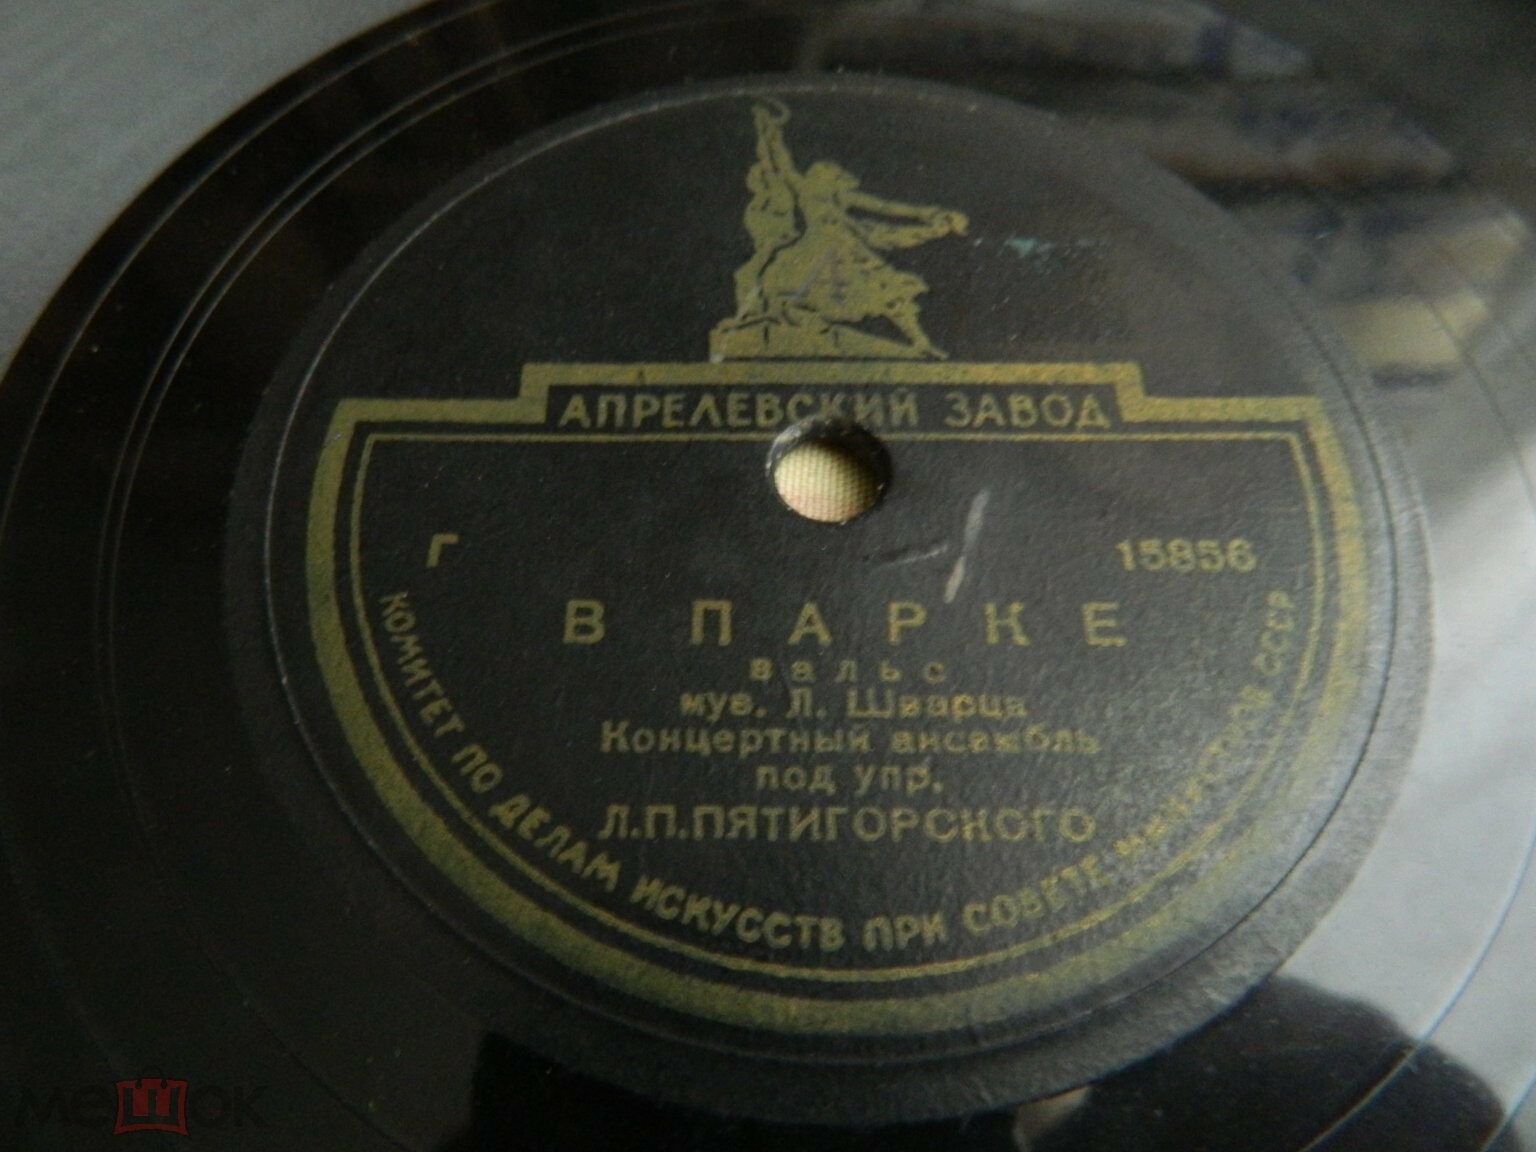 АПРЕЛЕВСКИЙ ЗАВОД
Г 15856
В ПАРКЕ
вальс
муз. Л. Шварца
Концертный ансамбль
под упр.
Л.П.ПЯТИГОРСКОГО
КОМИТЕТ ПО ДЕЛАМ ИСКУССТВ ПРИ СОВЕТЕ МИНИСТРОВ СССР
мешок